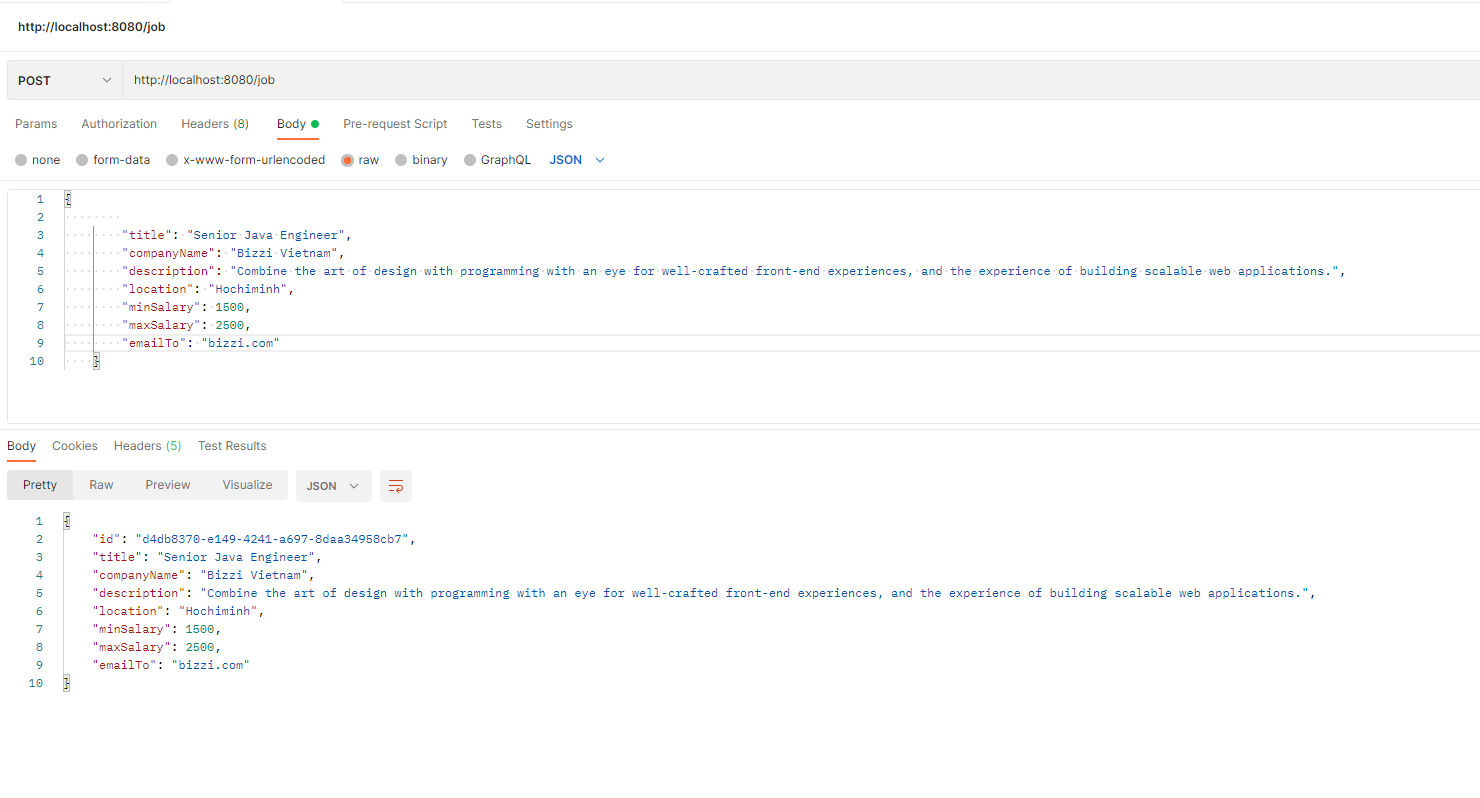 http://localhost:8080/job
POST http://localhost:8080/job
Params Authorization Headers (8) Body Pre-request Script Tests Settings
none form-data x-www-form-urlencoded raw binary GraphQL JSON
1 {
2
3 "title": "Senior Java Engineer",
4 "companyName": "Bizzi Vietnam",
5 "description": "Combine the art of design with programming with an eye for well-crafted front-end experiences, and the experience of building scalable web applications.",
6 "location": "Hochiminh",
7 "minSalary": 1500,
8 "maxSalary": 2500,
9 "emailTo": "bizzi.com"
10 }
Body Cookies Headers (5) Test Results
Pretty Raw Preview Visualize JSON
1 {
2 "id": "d4db8370-e149-4241-a697-8daa34958cb7",
3 "title": "Senior Java Engineer",
4 "companyName": "Bizzi Vietnam",
5 "description": "Combine the art of design with programming with an eye for well-crafted front-end experiences, and the experience of building scalable web applications.",
6 "location": "Hochiminh",
7 "minSalary": 1500,
8 "maxSalary": 2500,
9 "emailTo": "bizzi.com"
10 }